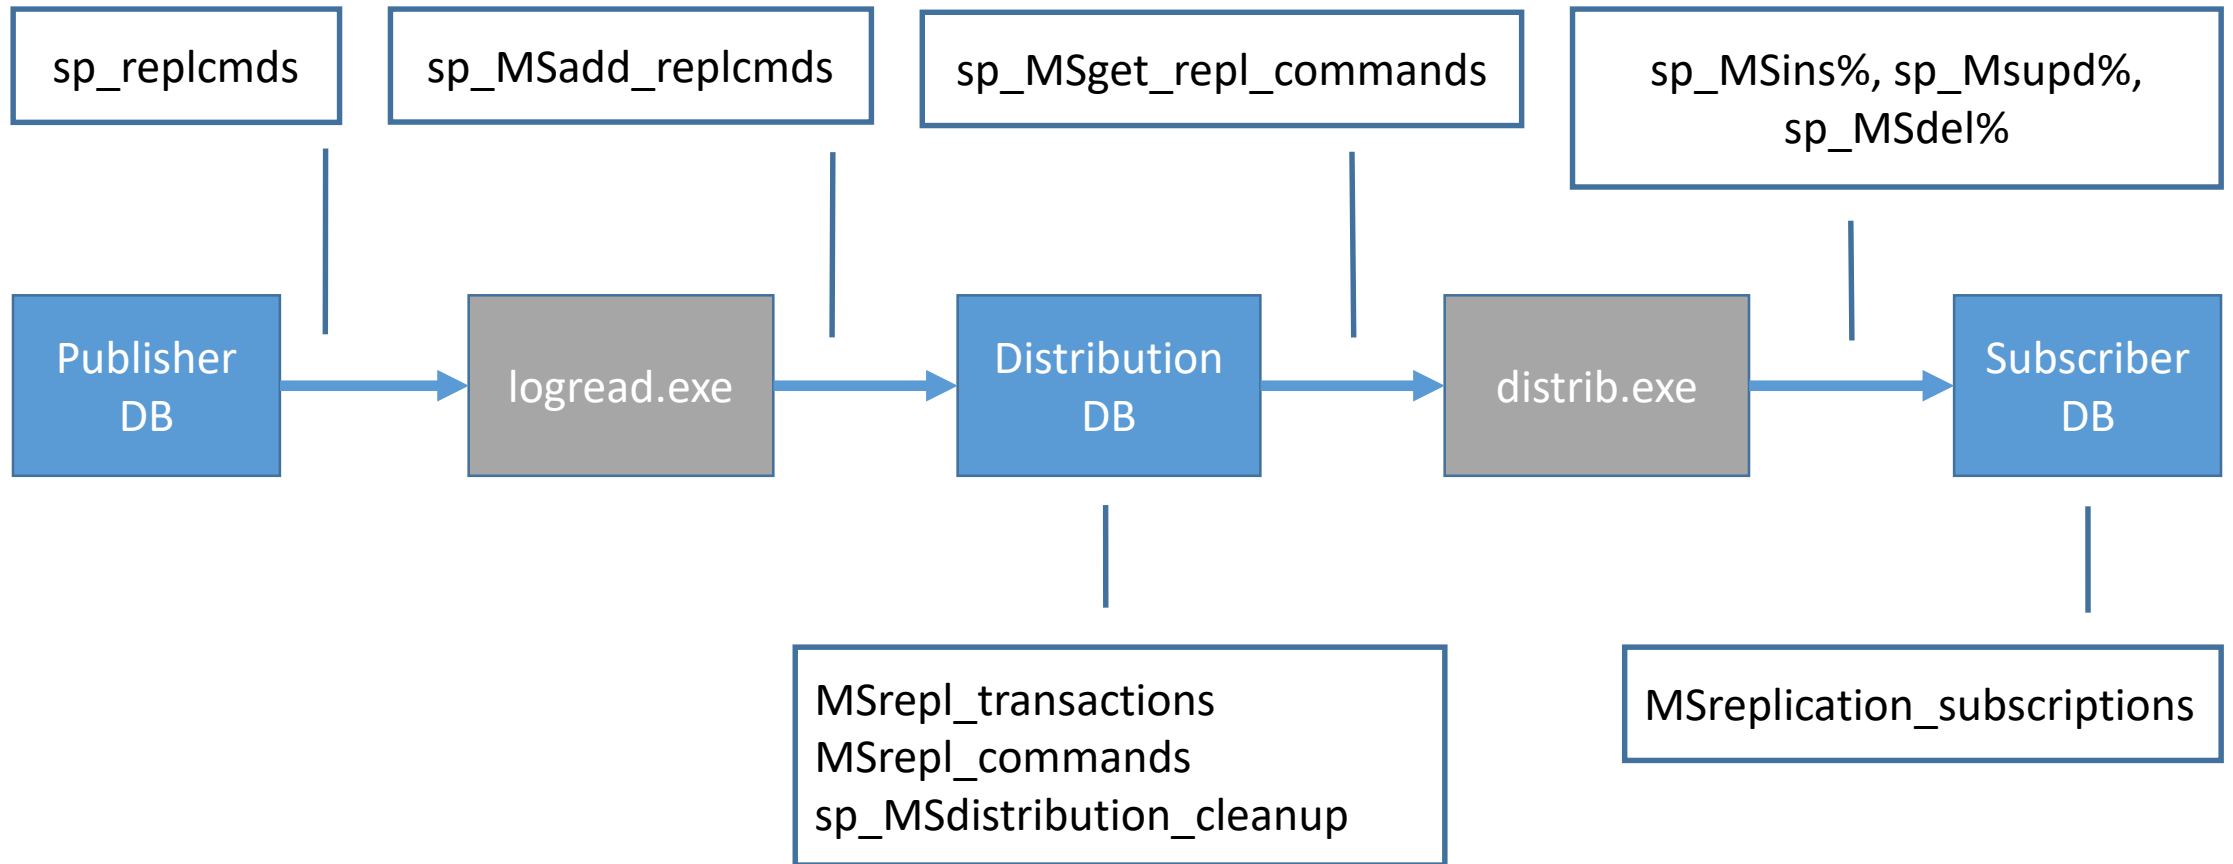 sp_replcmds
sp_MSadd_replcmds
sp_MSget_repl_commands
sp_MSins%, sp_Msupd%,
sp_MSdel%
Publisher
DB
logread.exe
Distribution
DB
distrib.exe
Subscriber
DB
MSrepl_transactions
MSrepl_commands
sp_MSdistribution_cleanup
MSreplication_subscriptions